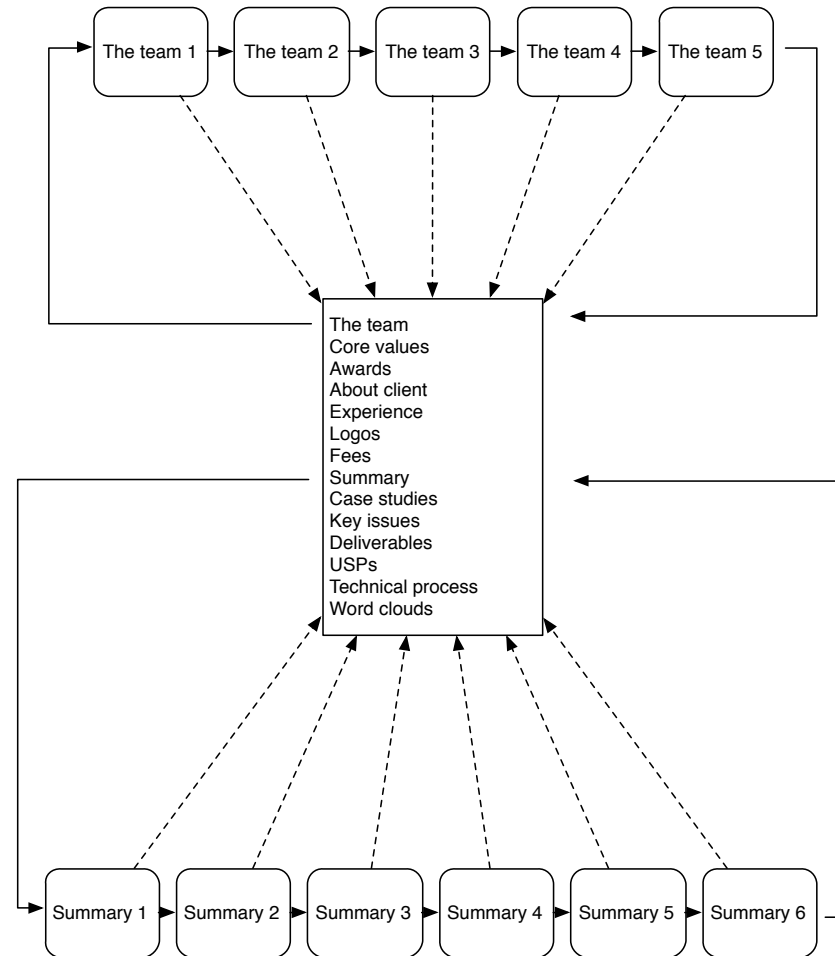 The team 1
The team 2
The team 3
The team 4
The team 5
The team
Core values
Awards
About client
Experience
Logos
Fees
Summary
Case studies
Key issues
Deliverables
USPs
Technical process
Word clouds
Summary 1
Summary 2
Summary 3
Summary 4
Summary 5
Summary 6